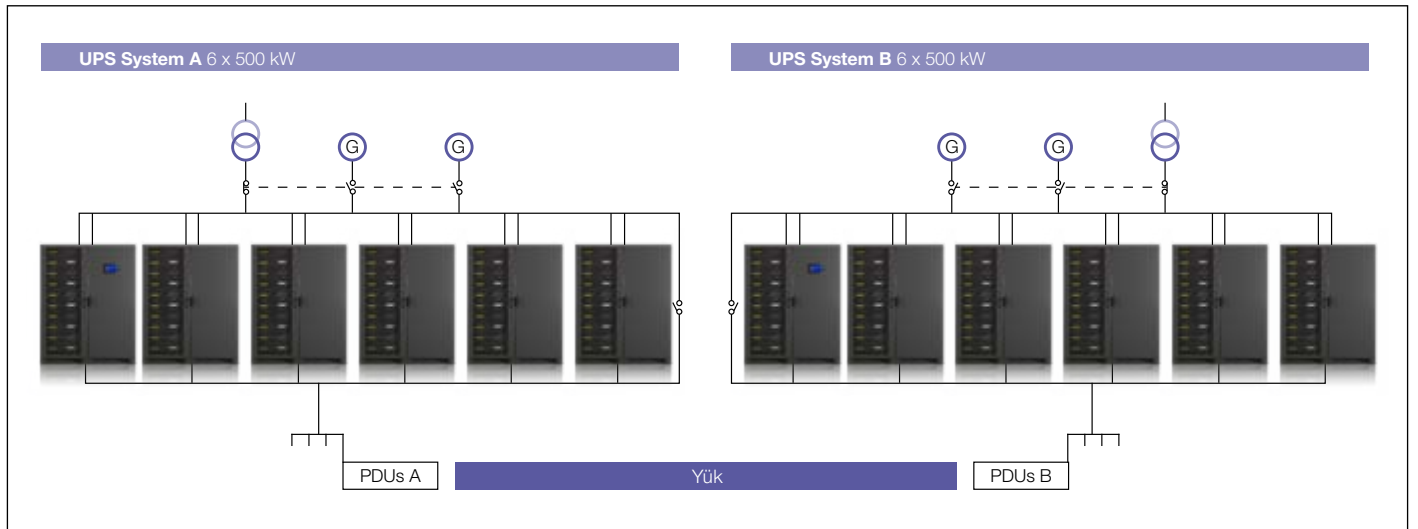 UPS System A 6 x 500 kW
UPS System B 6 x 500 kW
G G
G G
PDUs A
Yük
PDUs B